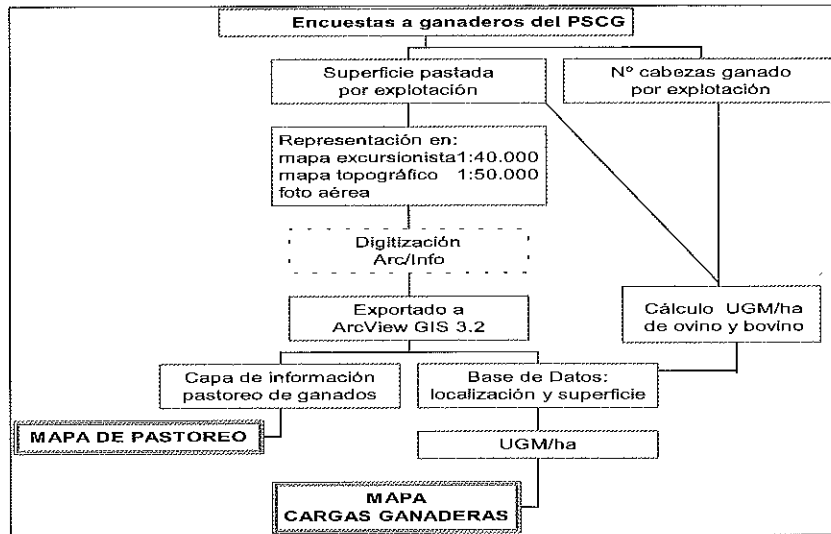 Encuestas a ganaderos del PSCG
Superficie pastada
por explotación
Nº cabezas ganado
por explotación
Representación en:
mapa excursionista1:40.000
mapa topográfico 1:50.000
foto aérea
Digitización
Arc/Info
Exportado a
ArcView GIS 3.2
Cálculo UGM/ha
de ovino y bovino
Capa de información
pastoreo de ganados
Base de Datos:
localización y superficie
MAPA DE PASTOREO
UGM/ha
MAPA
CARGAS GANADERAS